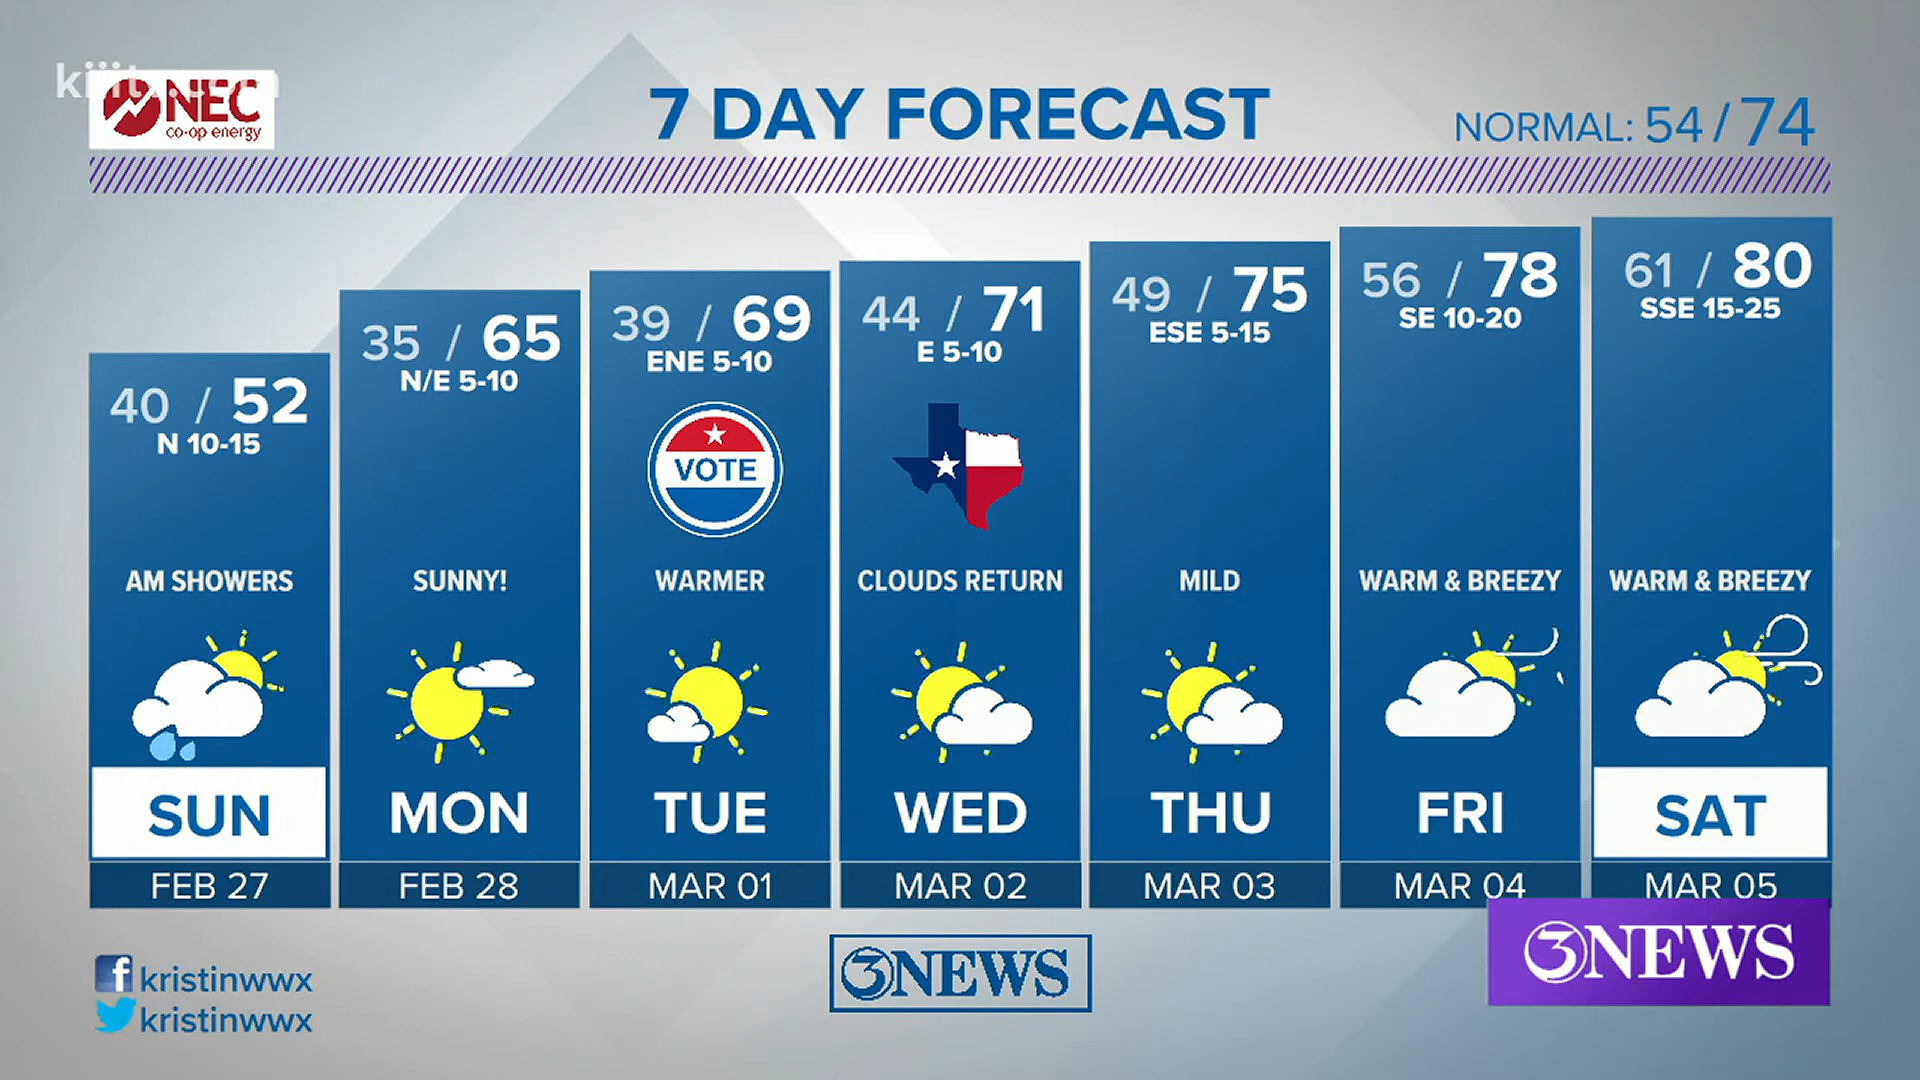 kiiitv.com
NEC
co-op energy
7 DAY FORECAST
NORMAL: 54 / 74
40 / 52
N 10-15
AM SHOWERS
SUN
FEB 27
35 / 65
N/E 5-10
SUNNY!
MON
FEB 28
39 / 69
ENE 5-10
VOTE
WARMER
TUE
MAR 01
44 / 71
E 5-10
CLOUDS RETURN
WED
MAR 02
49 / 75
ESE 5-15
MILD
THU
MAR 03
56 / 78
SE 10-20
WARM & BREEZY
FRI
MAR 04
61 / 80
SSE 15-25
WARM & BREEZY
SAT
MAR 05
f kristinwwx
kristinwwx
3NEWS
3NEWS